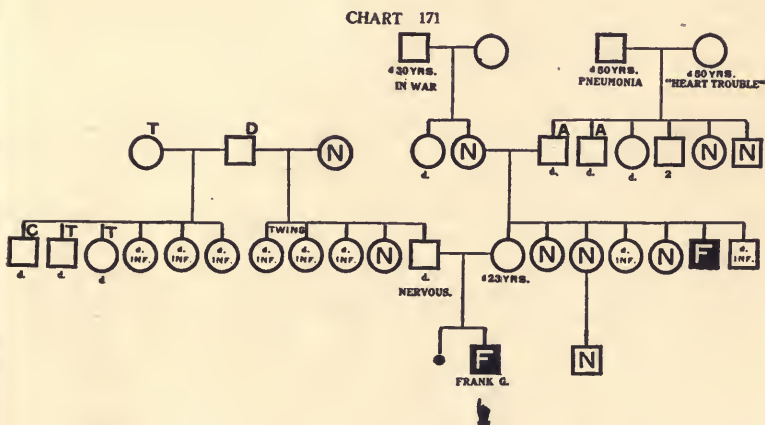 CHART 171
d 30 YRS.
IN WAR
d 60 YRS.
PNEUMONIA
d 60 YRS.
"HEART TROUBLE"
T D N
d. N A A N N
d. d. d. 2
C T T d. INF. d. INF. d. INF. TWINS d. INF. d. INF. d. INF. N N N d. INF. N F d. INF.
d. d d d. d 23 YRS.
NERVOUS.
F N
FRANK G.